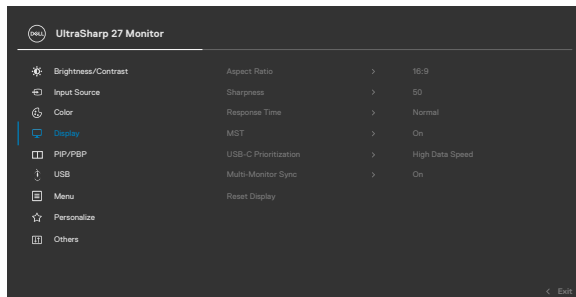 DELL UltraSharp 27 Monitor
Brightness/Contrast Aspect Ratio > 16:9
Input Source Sharpness > 50
Color Response Time > Normal
Display MST > On
PIP/PBP USB-C Prioritization > High Data Speed
USB Multi-Monitor Sync > On
Menu Reset Display
Personalize
Others
< Exit